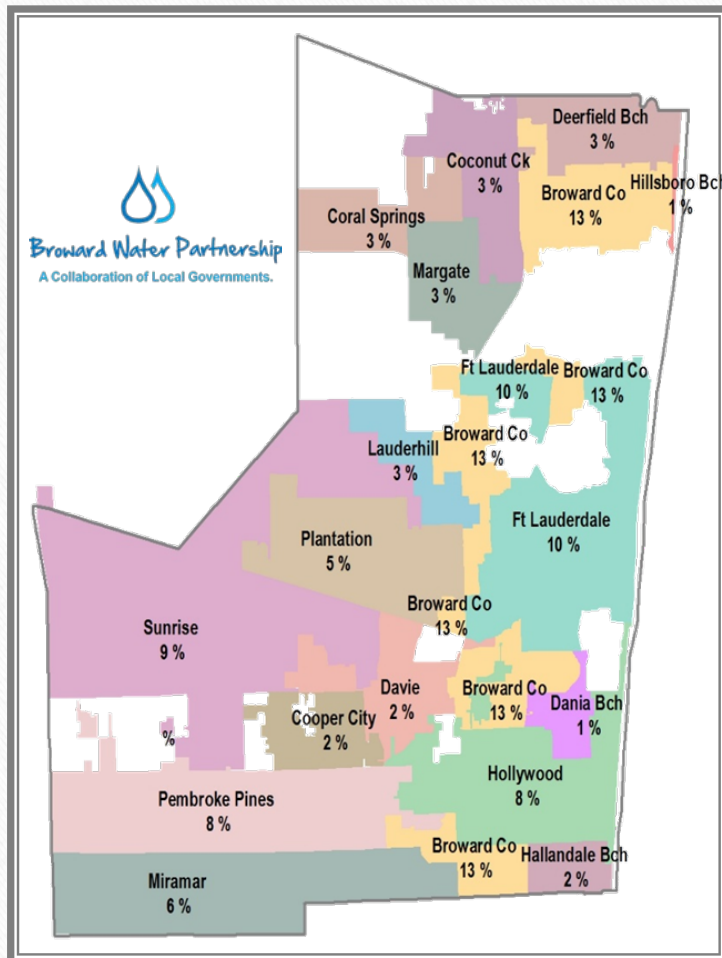 Deerfield Bch
3 %
Coconut Ck
3 %
Broward Co
13 %
Hillsboro Bch
1 %
Coral Springs
3 %
Margate
3 %
Broward Water Partnership
A Collaboration of Local Governments.
Ft Lauderdale
10 %
Broward Co
13 %
Broward Co
13 %
Lauderhill
3 %
Ft Lauderdale
10 %
Plantation
5 %
Broward Co
13 %
Sunrise
9 %
Davie
2 %
Broward Co
13 %
Dania Bch
1 %
Cooper City
2 %
%
Hollywood
8 %
Pembroke Pines
8 %
Broward Co
13 %
Hallandale Bch
2 %
Miramar
6 %